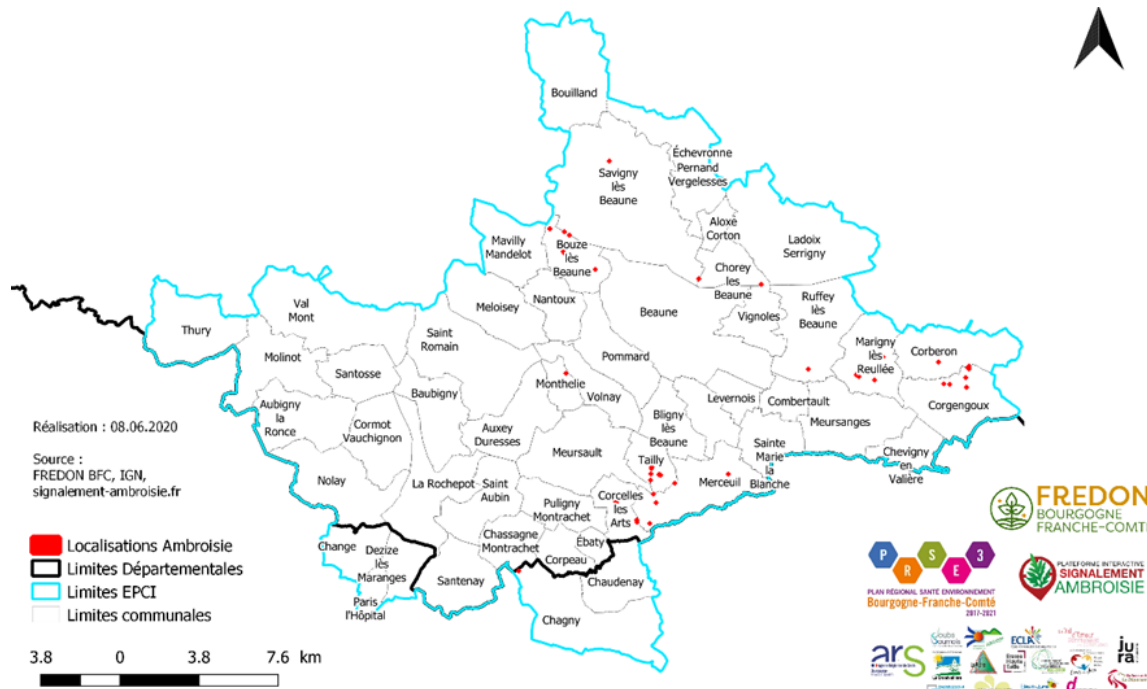 Bouilland
Échevronne
Pernand
Vergelesses
Savigny
lès
Beaune
Aloxe
Corton
Ladoix
Serrigny
Mavilly
Mandelot
Bouze
lès
Beaune
Chorey
les
Beaune
Val
Mont
Thury
Meloisey
Nantoux
Beaune
Vignoles
Ruffey
lès
Beaune
Saint
Romain
Marigny
lès
Reullée
Corberon
Molinot
Santosse
Pommard
Monthelie
Volnay
Baubigny
Levernois
Combertault
Corgengoux
Aubigny
la
Ronce
Cormot
Vauchignon
Auxey
Duresses
Bligny
lès
Beaune
Meursanges
Réalisation : 08.06.2020
Source :
FREDON BFC, IGN,
signalement-ambroisie.fr
Meursault
Tailly
Sainte
Marie
la
Blanche
Chevigny
en
Valière
Merceuil
Nolay
La Rochepot
Saint
Aubin
Puligny
Montrachet
Corcelles
les
Arts
Chassagne
Montrachet
Ébaty
Corpeau
Change
Dezize
lès
Maranges
Santenay
Chaudenay
Paris
l'Hôpital
Chagny
Localisations Ambroisie
Limites Départementales
Limites EPCI
Limites communales
3.8 0 3.8 7.6 km
FREDON
BOURGOGNE
FRANCHE-COMTÉ
P S 3
R E
PLAN RÉGIONAL SANTÉ ENVIRONNEMENT
Bourgogne-Franche-Comté
2017-2021
PLATEFORME INTERACTIVE
SIGNALEMENT
AMBROISIE
ars
ECLA
jura